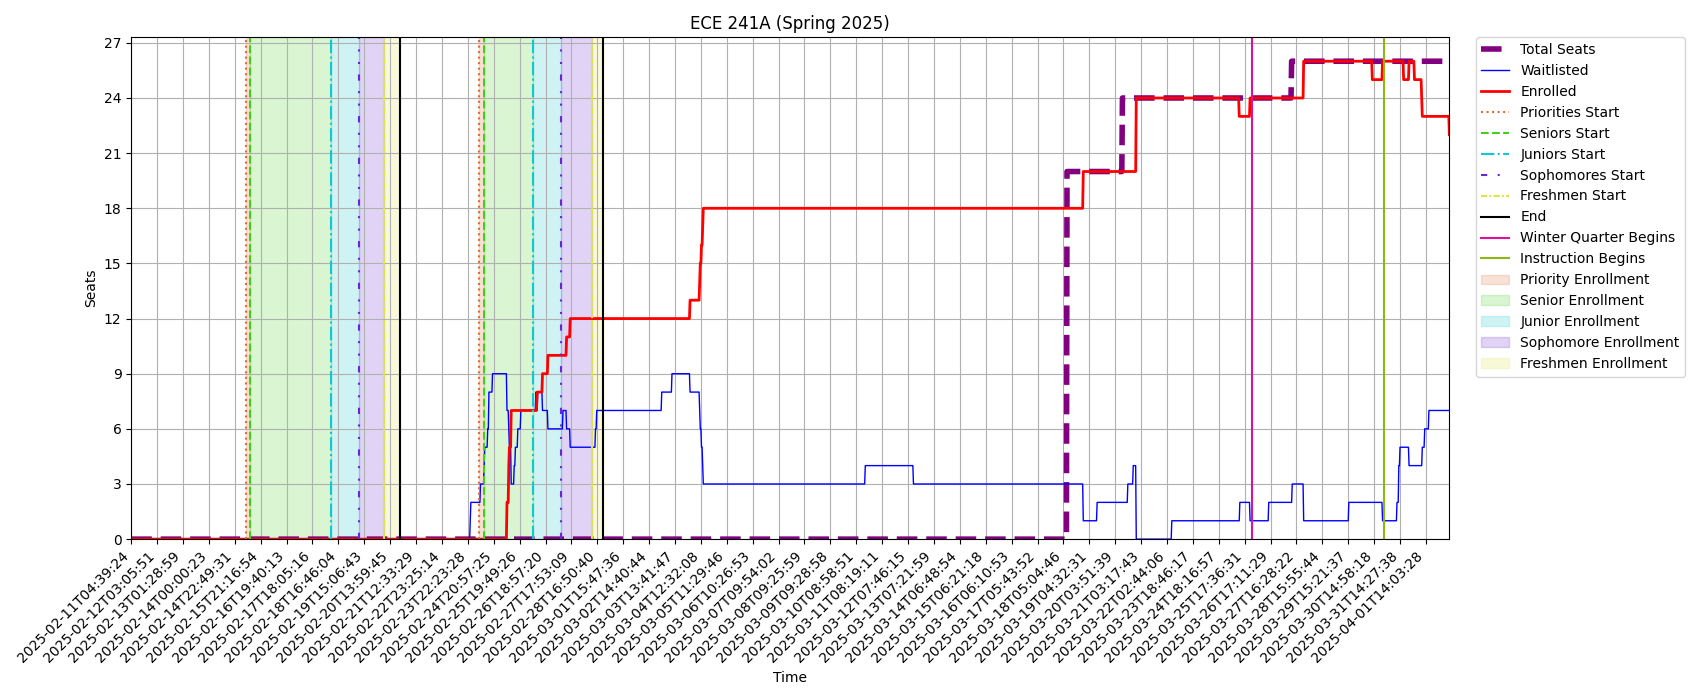 ECE 241A (Spring 2025)
27
24
21
18
15
12
9
6
3
0
Seats
2025-02-11T04:39:24
2025-02-12T03:05:51
2025-02-13T01:28:59
2025-02-14T00:00:23
2025-02-14T22:49:31
2025-02-15T21:16:54
2025-02-16T19:40:13
2025-02-17T18:05:16
2025-02-18T16:46:04
2025-02-19T15:06:43
2025-02-20T13:59:45
2025-02-21T12:33:29
2025-02-22T11:25:14
2025-02-23T22:23:28
2025-02-24T20:57:25
2025-02-25T19:49:26
2025-02-26T18:57:20
2025-02-27T17:53:09
2025-02-28T16:50:40
2025-03-01T15:47:36
2025-03-02T14:40:44
2025-03-03T13:41:47
2025-03-04T12:32:08
2025-03-05T11:29:46
2025-03-06T10:26:53
2025-03-07T09:54:02
2025-03-08T09:25:59
2025-03-09T09:28:58
2025-03-10T08:58:51
2025-03-11T08:19:11
2025-03-12T07:46:15
2025-03-13T07:21:59
2025-03-14T06:48:54
2025-03-15T06:21:18
2025-03-16T06:10:53
2025-03-17T05:43:52
2025-03-18T05:04:46
2025-03-19T04:32:31
2025-03-20T03:51:39
2025-03-21T03:17:43
2025-03-22T02:44:06
2025-03-23T18:46:17
2025-03-24T18:16:57
2025-03-25T17:36:31
2025-03-26T17:11:29
2025-03-27T16:28:22
2025-03-28T15:55:44
2025-03-29T15:21:37
2025-03-30T14:58:18
2025-03-31T14:27:38
2025-04-01T14:03:28
Time
Total Seats
Waitlisted
Enrolled
Priorities Start
Seniors Start
Juniors Start
Sophomores Start
Freshmen Start
End
Winter Quarter Begins
Instruction Begins
Priority Enrollment
Senior Enrollment
Junior Enrollment
Sophomore Enrollment
Freshmen Enrollment